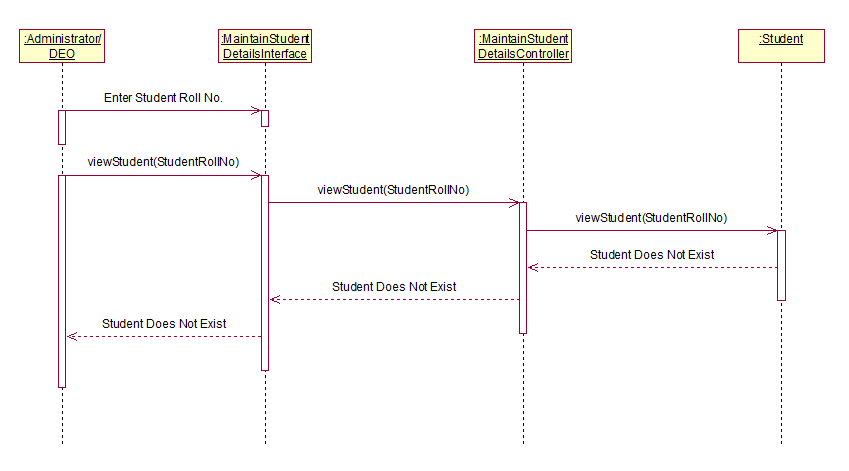 :Administrator/
DEO
:MaintainStudent
DetailsInterface
:MaintainStudent
DetailsController
:Student
Enter Student Roll No.
viewStudent(StudentRollNo)
viewStudent(StudentRollNo)
viewStudent(StudentRollNo)
Student Does Not Exist
Student Does Not Exist
Student Does Not Exist